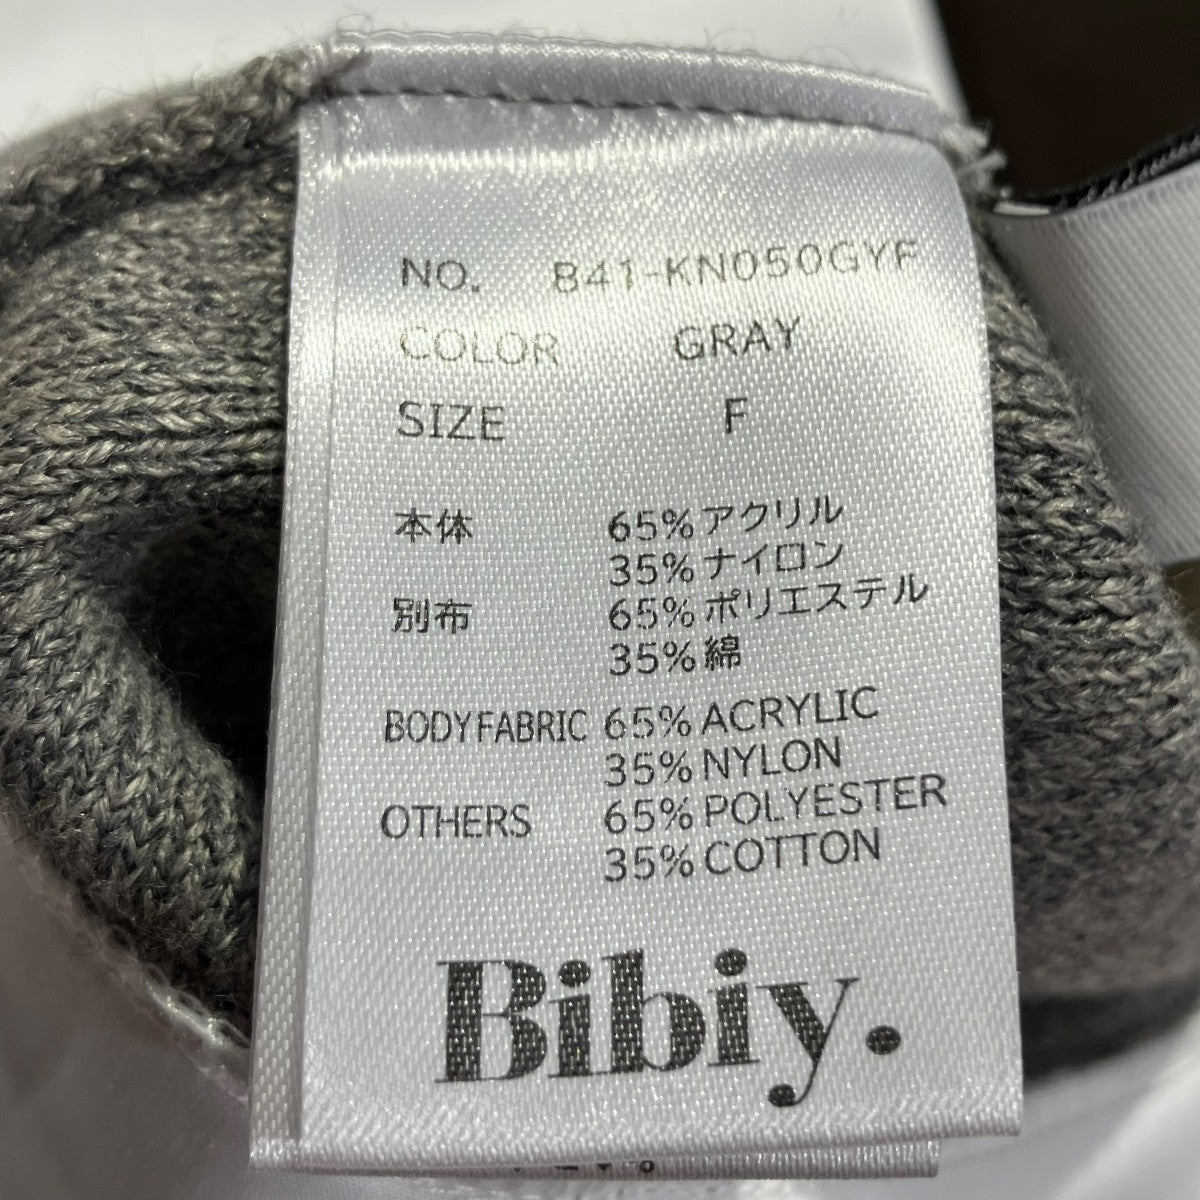 NO. B41-KN050GYF
COLOR GRAY
SIZE F
本体 65%アクリル
35%ナイロン
別布 65%ポリエステル
35%綿
BODY FABRIC 65%ACRYLIC
35%NYLON
OTHERS 65%POLYESTER
35%COTTON
Bibiy.